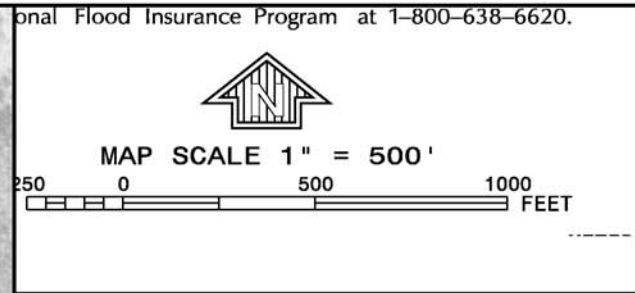 onal Flood Insurance Program at 1–800–638–6620.
N
MAP SCALE 1" = 500'
250 0 500 1000
FEET